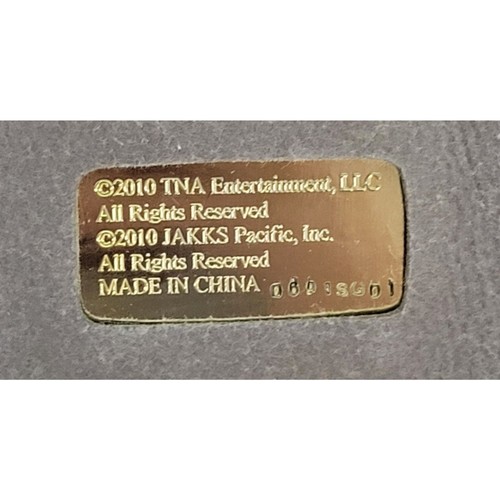 ©2010 TNA Entertainment, LLC
All Rights Reserved
©2010 JAKKS Pacific, Inc.
All Rights Reserved
MADE IN CHINA